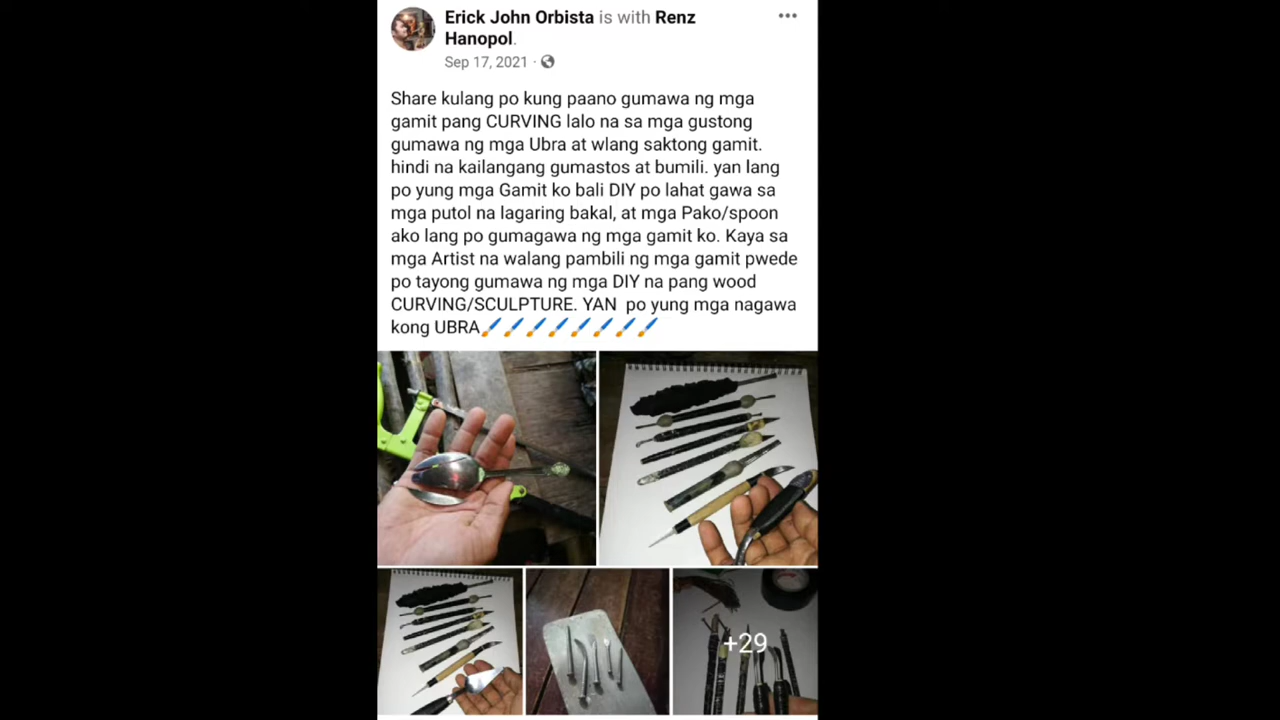 Erick John Orbista is with Renz
Hanopol.
Sep 17, 2021 ·
Share kulang po kung paano gumawa ng mga
gamit pang CURVING lalo na sa mga gustong
gumawa ng mga Ubra at wlang saktong gamit.
hindi na kailangang gumastos at bumili. yan lang
po yung mga Gamit ko bali DIY po lahat gawa sa
mga putol na lagaring bakal, at mga Pako/spoon
ako lang po gumagawa ng mga gamit ko. Kaya sa
mga Artist na walang pambili ng mga gamit pwede
po tayong gumawa ng mga DIY na pang wood
CURVING/SCULPTURE. YAN  po yung mga nagawa
kong UBRA🖌️🖌️🖌️🖌️🖌️🖌️🖌️🖌️
+29